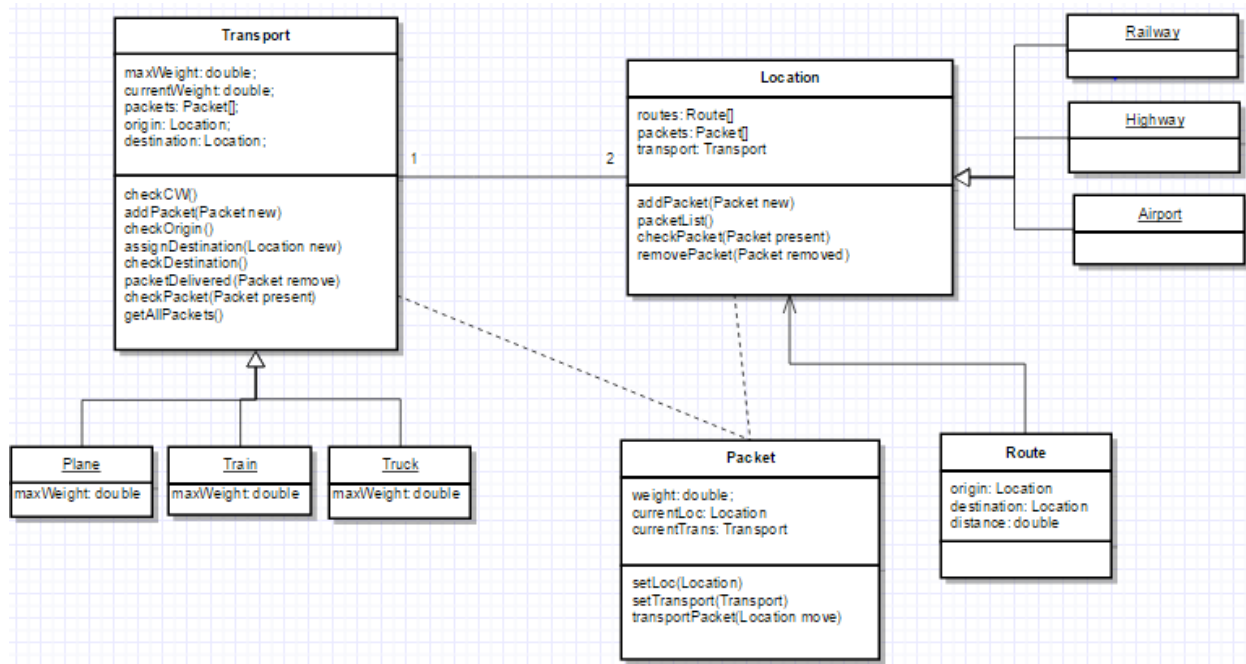 Transport
maxWeight: double;
currentWeight: double;
packets: Packet[];
origin: Location;
destination: Location;
checkCW()
addPacket(Packet new)
checkOrigin()
assignDestination(Location new)
checkDestination()
packetDelivered(Packet remove)
checkPacket(Packet present)
getAllPackets()
1
2
Location
routes: Route[]
packets: Packet[]
transport: Transport
addPacket(Packet new)
packetList()
checkPacket(Packet present)
removePacket(Packet removed)
Railway
Highway
Airport
Plane
maxWeight: double
Train
maxWeight: double
Truck
maxWeight: double
Packet
weight: double;
currentLoc: Location
currentTrans: Transport
setLoc(Location)
setTransport(Transport)
transportPacket(Location move)
Route
origin: Location
destination: Location
distance: double